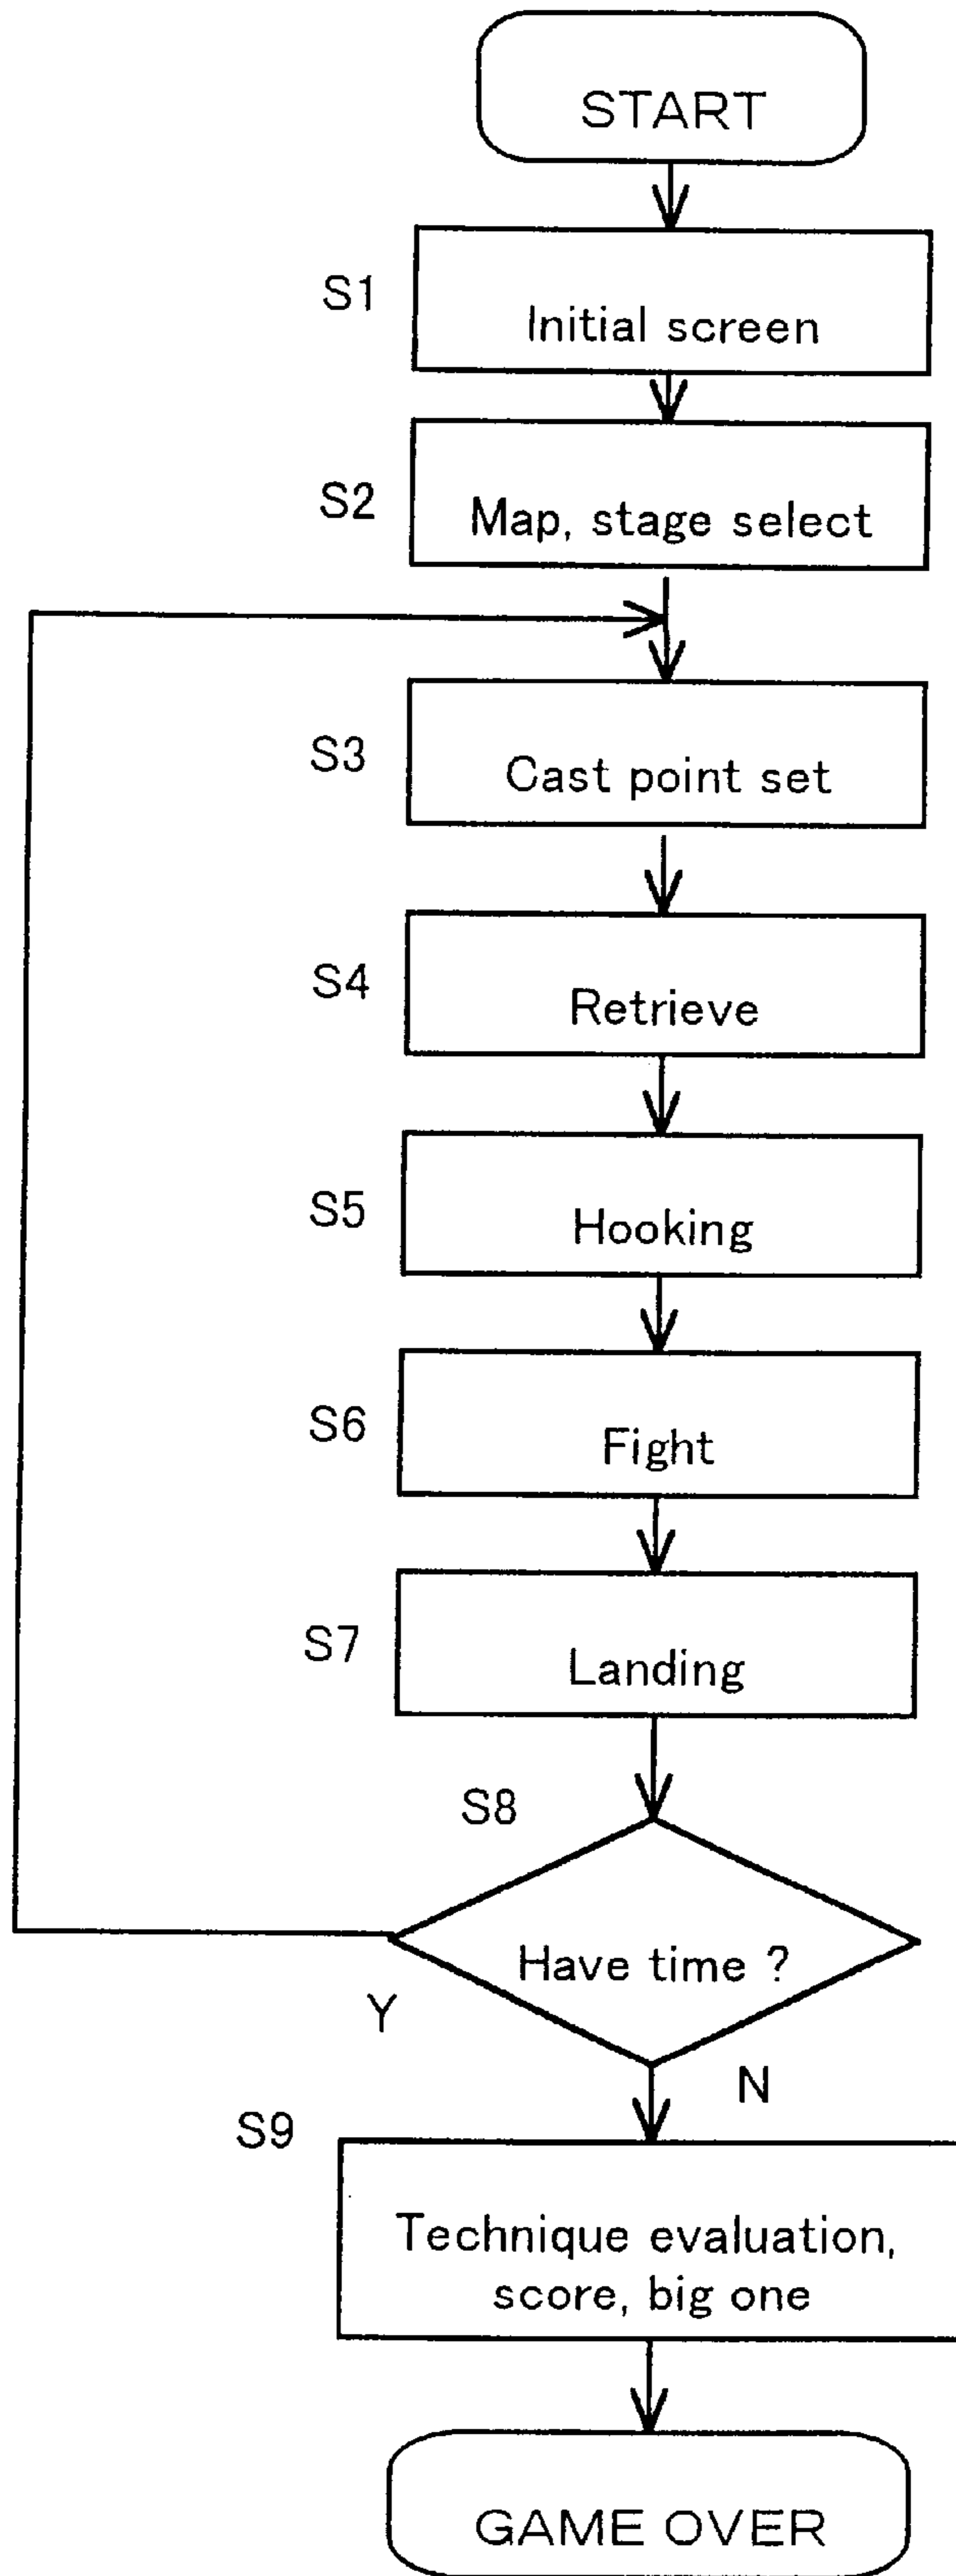 START
S1
Initial screen
S2
Map, stage select
S3
Cast point set
S4
Retrieve
S5
Hooking
S6
Fight
S7
Landing
S8
Have time ?
Y
N
S9
Technique evaluation,
score, big one
GAME OVER